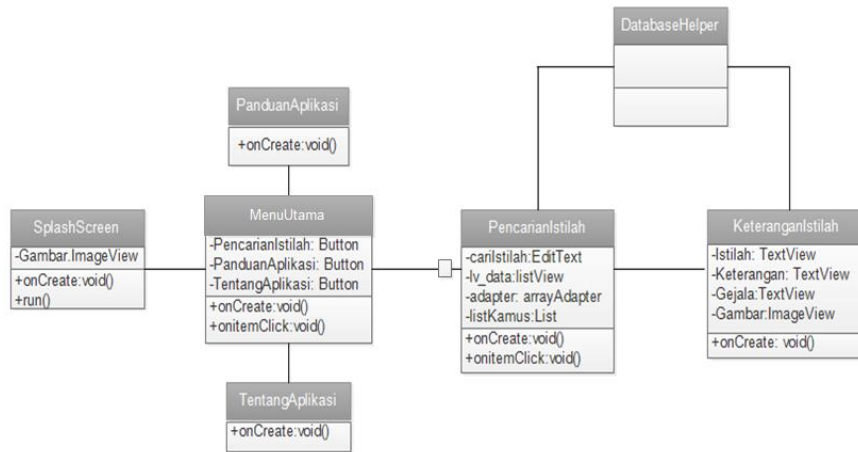 DatabaseHelper
PanduanAplikasi
+onCreate:void()
SplashScreen
-Gambar.ImageView
+onCreate:void()
+run()
MenuUtama
-PencarianIstilah: Button
-PanduanAplikasi: Button
-TentangAplikasi: Button
+onCreate:void()
+onitemClick:void()
PencarianIstilah
-cariIstilah:EditText
-lv_data:listView
-adapter: arrayAdapter
-listKamus:List
+onCreate:void()
+onitemClick:void()
KeteranganIstilah
-Istilah: TextView
-Keterangan: TextView
-Gejala:TextView
-Gambar:ImageView
+onCreate: void()
TentangAplikasi
+onCreate:void()